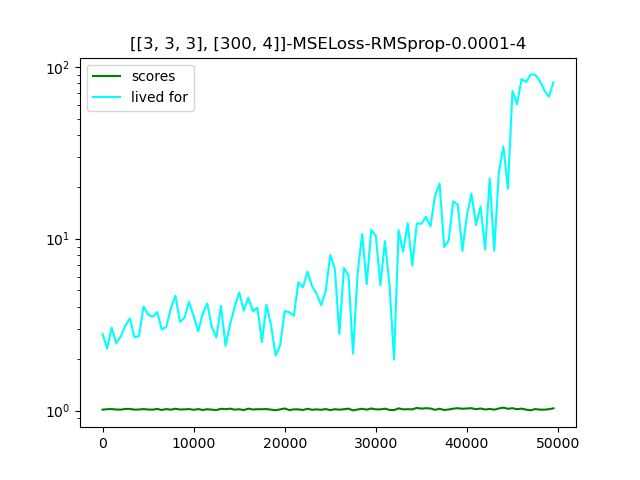 [[3, 3, 3], [300, 4]]-MSELoss-RMSprop-0.0001-4
scores
lived for
10²
10¹
10⁰
0 10000 20000 30000 40000 50000